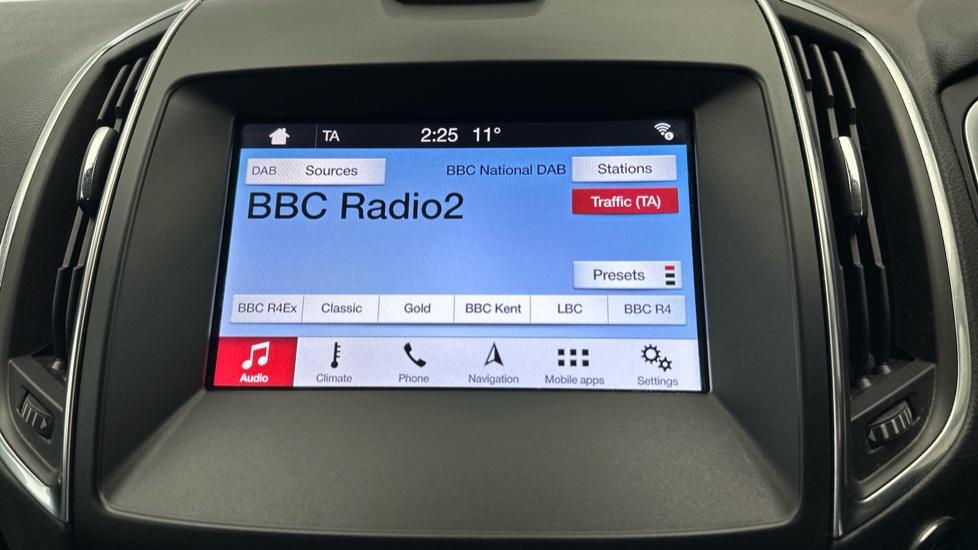 TA 2:25 11°
DAB Sources BBC National DAB Stations
BBC Radio2 Traffic (TA)
Presets
BBC R4Ex Classic Gold BBC Kent LBC BBC R4
Audio Climate Phone Navigation Mobile apps Settings